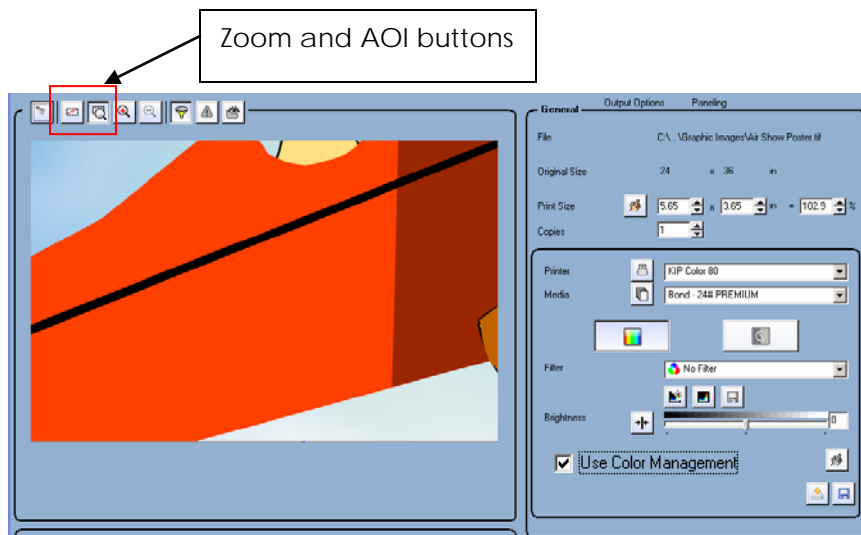 Zoom and AOI buttons
General Output Options Paneling
File C:\...\Graphic Images\Air Show Poster.tif
Original Size 24 x 36 in
Print Size 5.65 x 3.65 in = 102.9 %
Copies 1
Printer KIP Color 80
Media Bond - 24# PREMIUM
Filter No Filter
Brightness 0
Use Color Management